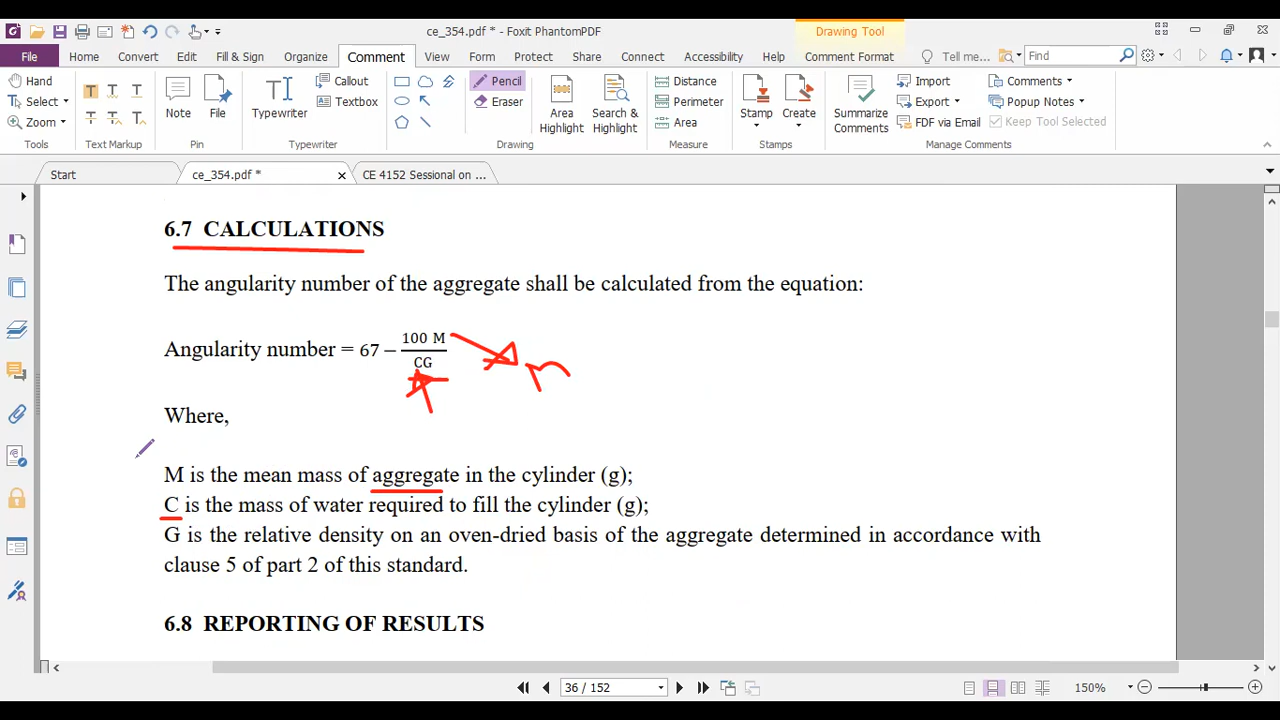 ce_354.pdf * - Foxit PhantomPDF
Drawing Tool
File Home Convert Edit Fill & Sign Organize Comment View Form Protect Share Connect Accessibility Help Comment Format Tell me... Find
Hand
Select
Zoom
Tools
Text Markup
Note
File
Pin
Typewriter
Callout
Textbox
Typewriter
Pencil
Eraser
Area Highlight
Search & Highlight
Drawing
Distance
Perimeter
Area
Measure
Stamp
Create
Stamps
Summarize Comments
Import
Export
FDF via Email
Comments
Popup Notes
Keep Tool Selected
Manage Comments
Start
ce_354.pdf *
CE 4152 Sessional on ...
6.7 CALCULATIONS
The angularity number of the aggregate shall be calculated from the equation:
Angularity number = 67 – 100 M / CG
Where,
M is the mean mass of aggregate in the cylinder (g);
C is the mass of water required to fill the cylinder (g);
G is the relative density on an oven-dried basis of the aggregate determined in accordance with
clause 5 of part 2 of this standard.
6.8 REPORTING OF RESULTS
36 / 152
150%